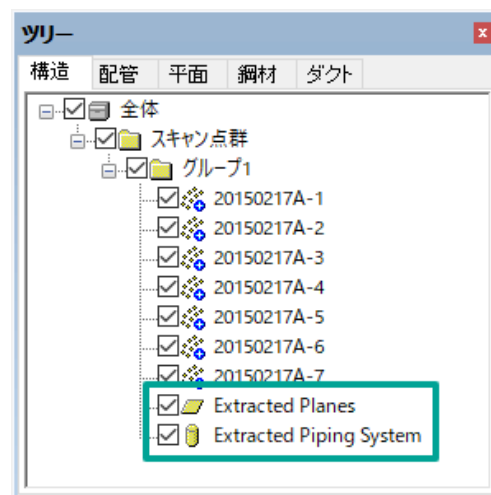 ツリー
構造 配管 平面 鋼材 ダクト
全体
スキャン点群
グループ1
20150217A-1
20150217A-2
20150217A-3
20150217A-4
20150217A-5
20150217A-6
20150217A-7
Extracted Planes
Extracted Piping System